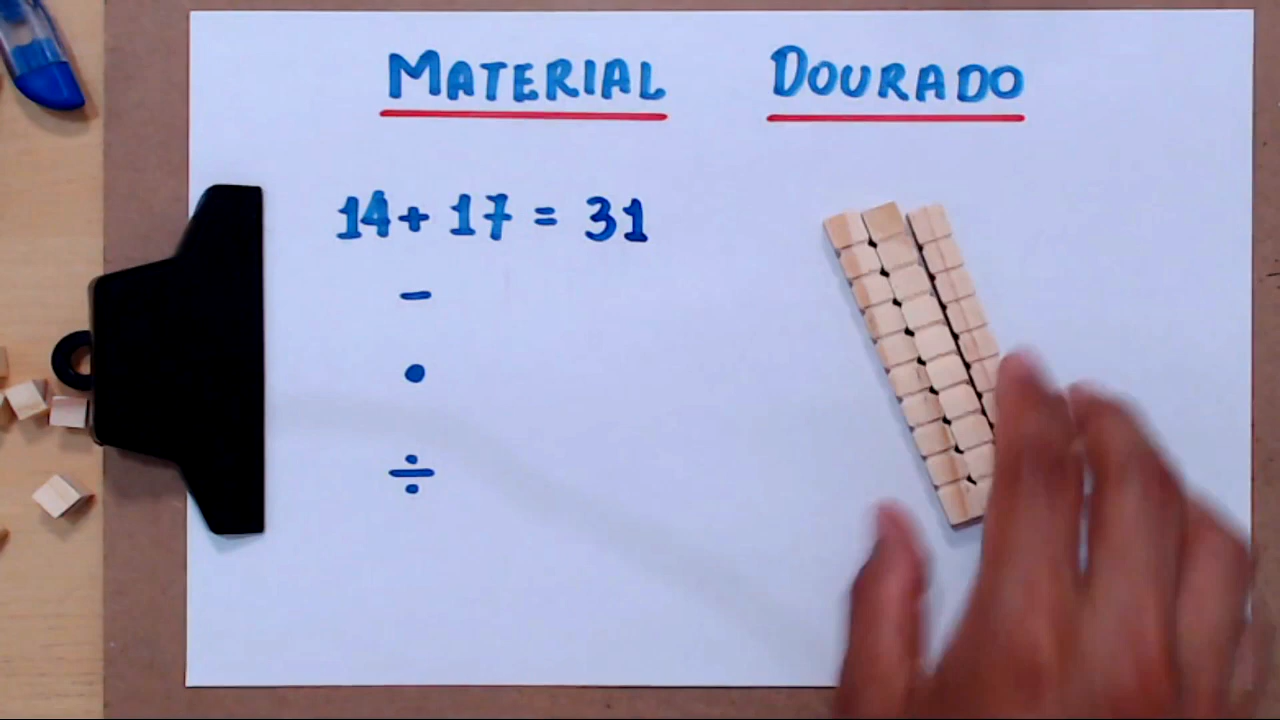 MATERIAL DOURADO
14 + 17 = 31
-
•
÷